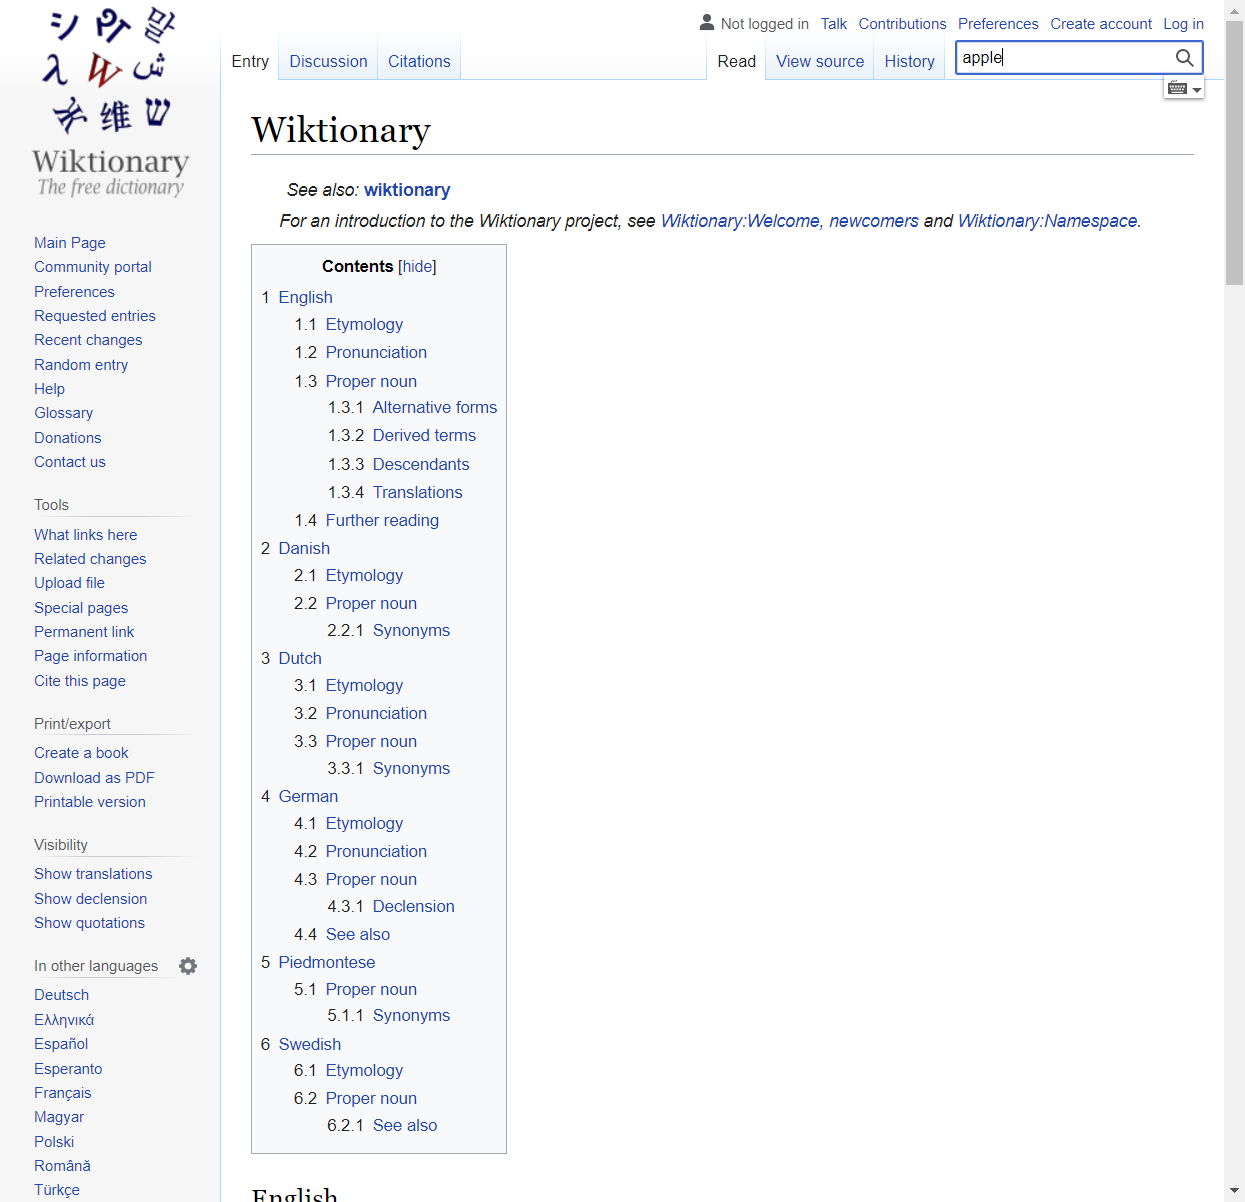 Not logged in Talk Contributions Preferences Create account Log in
Entry Discussion Citations Read View source History apple
シ
א
λ W ش
维 ש
Wiktionary
The free dictionary
Wiktionary
See also: wiktionary
For an introduction to the Wiktionary project, see Wiktionary:Welcome, newcomers and Wiktionary:Namespace.
Main Page
Community portal
Preferences
Requested entries
Recent changes
Random entry
Help
Glossary
Donations
Contact us
Tools
What links here
Related changes
Upload file
Special pages
Permanent link
Page information
Cite this page
Print/export
Create a book
Download as PDF
Printable version
Visibility
Show translations
Show declension
Show quotations
In other languages
Deutsch
Ελληνικά
Español
Esperanto
Français
Magyar
Polski
Română
Türkçe
Contents [hide]
1 English
1.1 Etymology
1.2 Pronunciation
1.3 Proper noun
1.3.1 Alternative forms
1.3.2 Derived terms
1.3.3 Descendants
1.3.4 Translations
1.4 Further reading
2 Danish
2.1 Etymology
2.2 Proper noun
2.2.1 Synonyms
3 Dutch
3.1 Etymology
3.2 Pronunciation
3.3 Proper noun
3.3.1 Synonyms
4 German
4.1 Etymology
4.2 Pronunciation
4.3 Proper noun
4.3.1 Declension
4.4 See also
5 Piedmontese
5.1 Proper noun
5.1.1 Synonyms
6 Swedish
6.1 Etymology
6.2 Proper noun
6.2.1 See also
English